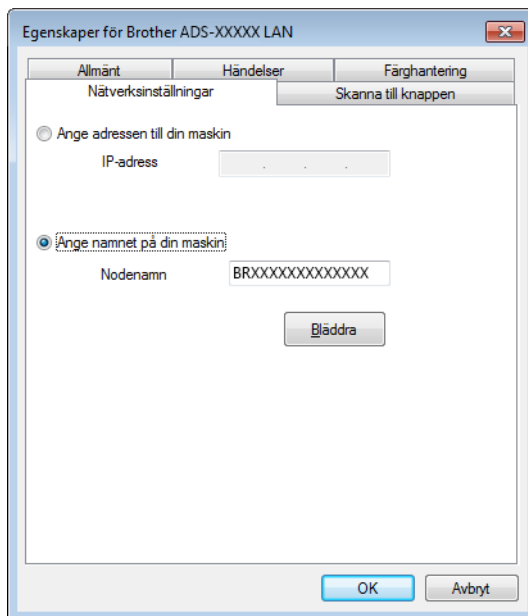 Egenskaper för Brother ADS-XXXXX LAN
Allmänt Händelser Färghantering
Nätverksinställningar Skanna till knappen
Ange adressen till din maskin
IP-adress . . .
Ange namnet på din maskin
Nodenamn BRXXXXXXXXXXXXX
Bläddra
OK Avbryt